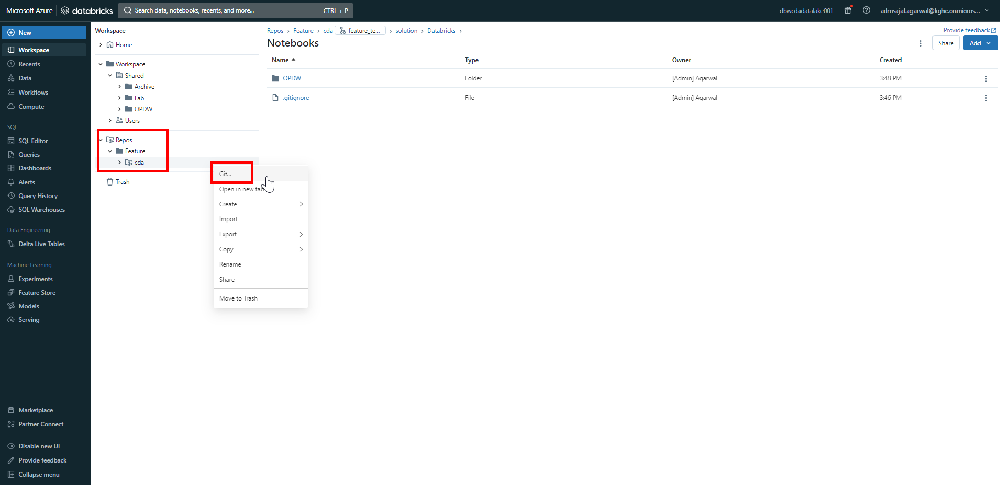 Microsoft Azure databricks Search data, notebooks, recents, and more... CTRL + P dbwcdadatalake001 admsajal.agarwal@kghc.onmicros...
New
Workspace
Recents
Data
Workflows
Compute
SQL
SQL Editor
Queries
Dashboards
Alerts
Query History
SQL Warehouses
Data Engineering
Delta Live Tables
Machine Learning
Experiments
Feature Store
Models
Serving
Marketplace
Partner Connect
Disable new UI
Provide feedback
Collapse menu
Workspace
Home
Workspace
Shared
Archive
Lab
OPDW
Users
Repos
Feature
cda
Trash
Git...
Open in new tab
Create
Import
Export
Copy
Rename
Share
Move to Trash
Repos › Feature › cda feature_te... › solution › Databricks ›
Provide feedback
Notebooks
Share
Add
Name Type Owner Created
OPDW Folder [Admin] Agarwal 3:48 PM
.gitignore File [Admin] Agarwal 3:46 PM